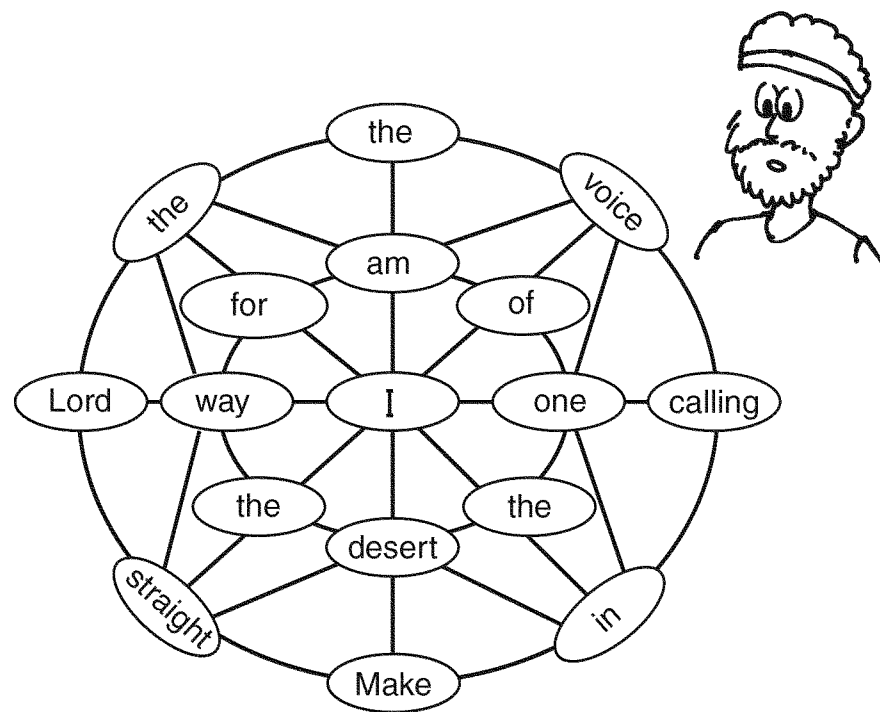 the
the
voice
am
for
of
Lord
way
I
one
calling
the
the
desert
straight
in
Make